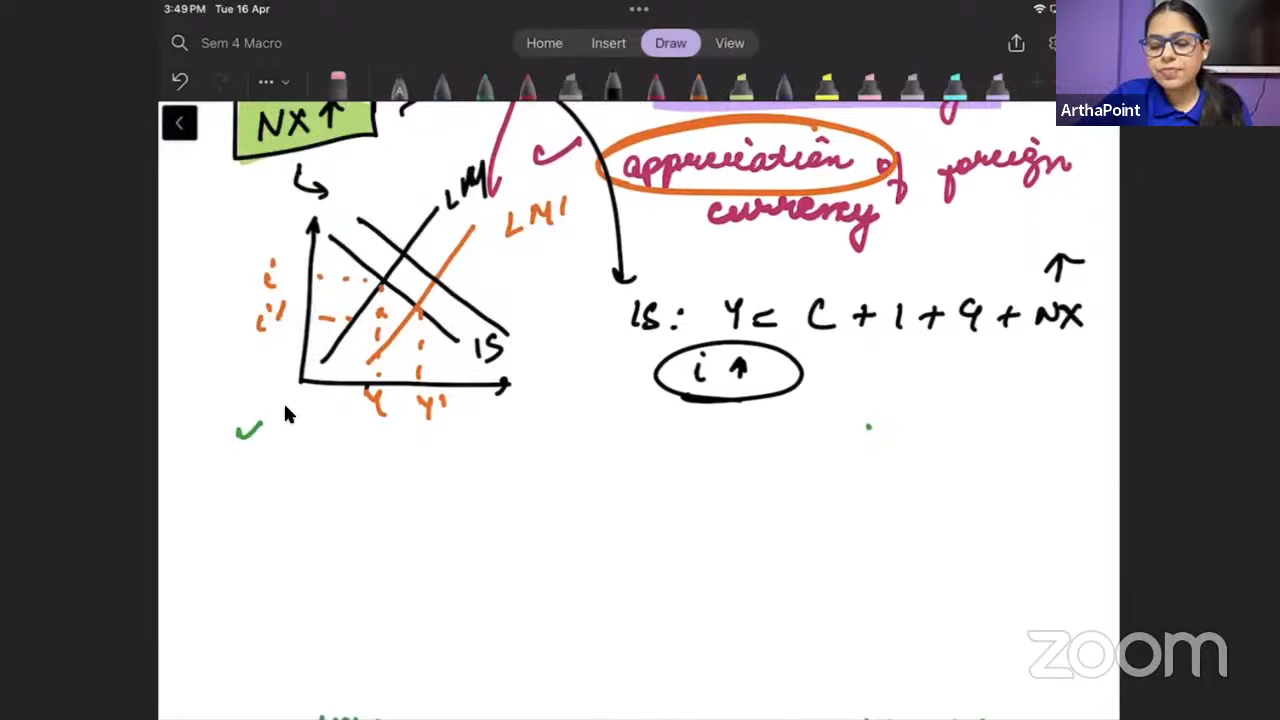 3:49 PM Tue 16 Apr
Sem 4 Macro
Home Insert Draw View
A
ArthaPoint
NX ↑
appreciation of foreign
currency
LM
LM'
i
i'
IS
Y Y'
↑
IS: Y = C + I + G + NX
i ↑
zoom